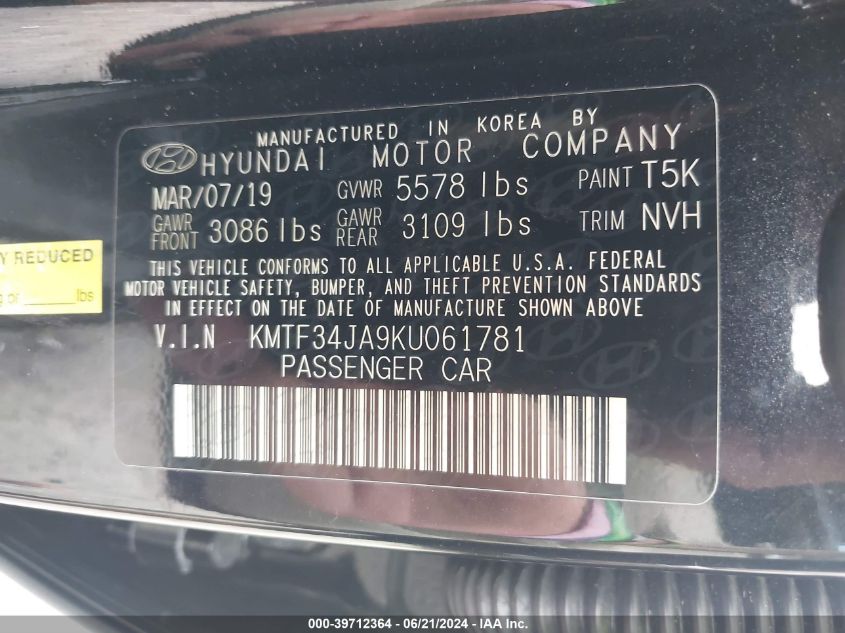 MANUFACTURED IN KOREA BY
HYUNDAI MOTOR COMPANY
MAR/07/19 GVWR 5578 lbs PAINT T5K
GAWR FRONT 3086 lbs GAWR REAR 3109 lbs TRIM NVH
THIS VEHICLE CONFORMS TO ALL APPLICABLE U.S.A. FEDERAL
MOTOR VEHICLE SAFETY, BUMPER, AND THEFT PREVENTION STANDARDS
IN EFFECT ON THE DATE OF MANUFACTURE SHOWN ABOVE
V.I.N KMTF34JA9KU061781
PASSENGER CAR
Y REDUCED
of ______ lbs
000-39712364 - 06/21/2024 - IAA Inc.